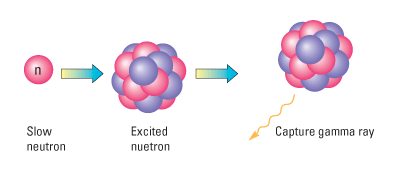 n
Slow
neutron
Excited
nuetron
Capture gamma ray